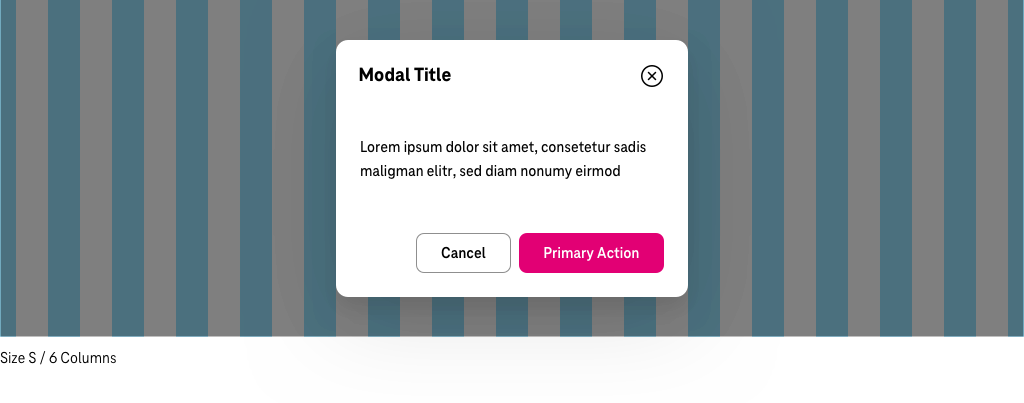 Modal Title
Lorem ipsum dolor sit amet, consetetur sadis
maligman elitr, sed diam nonumy eirmod
Cancel
Primary Action
Size S / 6 Columns